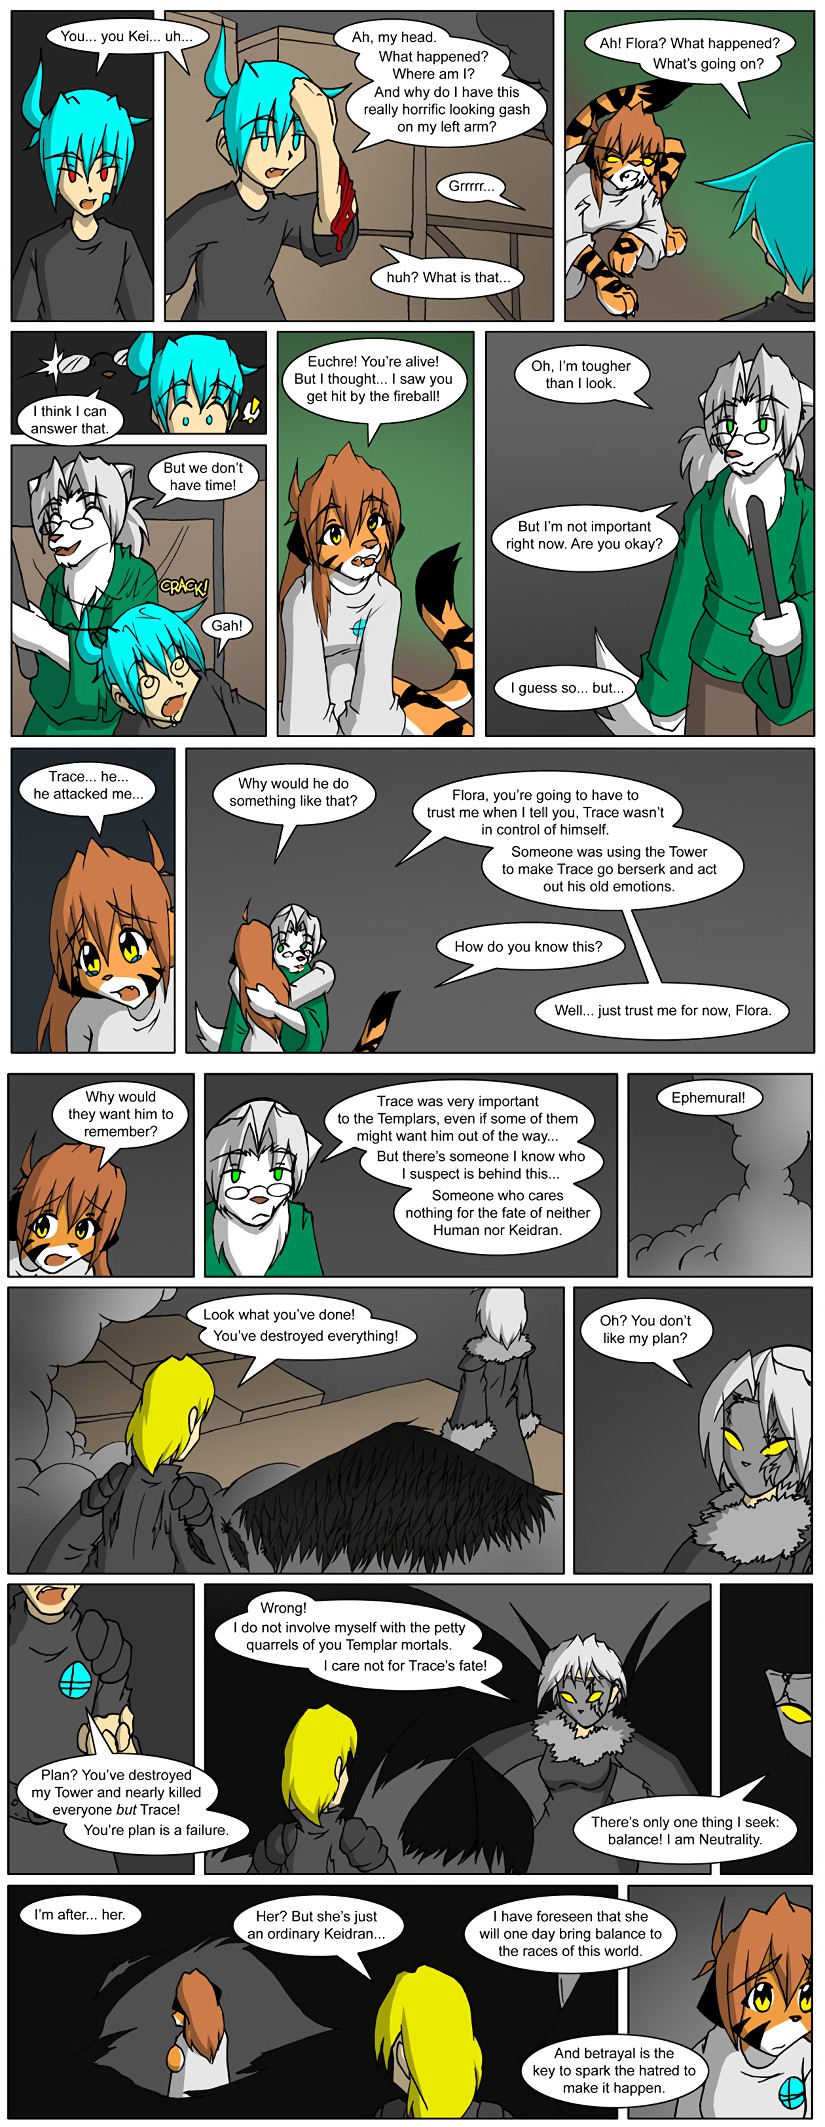 You... you Kei... uh...
Ah, my head.
What happened?
Where am I?
And why do I have this
really horrific looking gash
on my left arm?
Grrrrr...
huh? What is that...
Ah! Flora? What happened?
What's going on?
I think I can
answer that.
But we don't
have time!
CRACK!
Gah!
Euchre! You're alive!
But I thought... I saw you
get hit by the fireball!
Oh, I'm tougher
than I look.
But I'm not important
right now. Are you okay?
I guess so... but...
Trace... he...
he attacked me...
Why would he do
something like that?
Flora, you're going to have to
trust me when I tell you, Trace wasn't
in control of himself.
Someone was using the Tower
to make Trace go berserk and act
out his old emotions.
How do you know this?
Well... just trust me for now, Flora.
Why would
they want him to
remember?
Trace was very important
to the Templars, even if some of them
might want him out of the way...
But there's someone I know who
I suspect is behind this...
Someone who cares
nothing for the fate of neither
Human nor Keidran.
Ephemural!
Look what you've done!
You've destroyed everything!
Oh? You don't
like my plan?
Plan? You've destroyed
my Tower and nearly killed
everyone but Trace!
You're plan is a failure.
Wrong!
I do not involve myself with the petty
quarrels of you Templar mortals.
I care not for Trace's fate!
There's only one thing I seek:
balance! I am Neutrality.
I'm after... her.
Her? But she's just
an ordinary Keidran...
I have foreseen that she
will one day bring balance to
the races of this world.
And betrayal is the
key to spark the hatred to
make it happen.